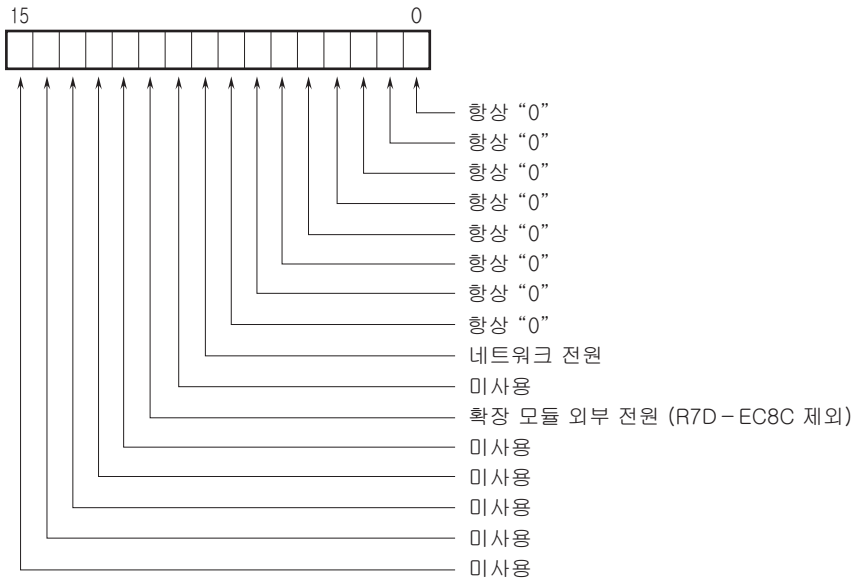 15 0
항상 “0”
항상 “0”
항상 “0”
항상 “0”
항상 “0”
항상 “0”
항상 “0”
항상 “0”
네트워크 전원
미사용
확장 모듈 외부 전원 (R7D－EC8C 제외)
미사용
미사용
미사용
미사용
미사용